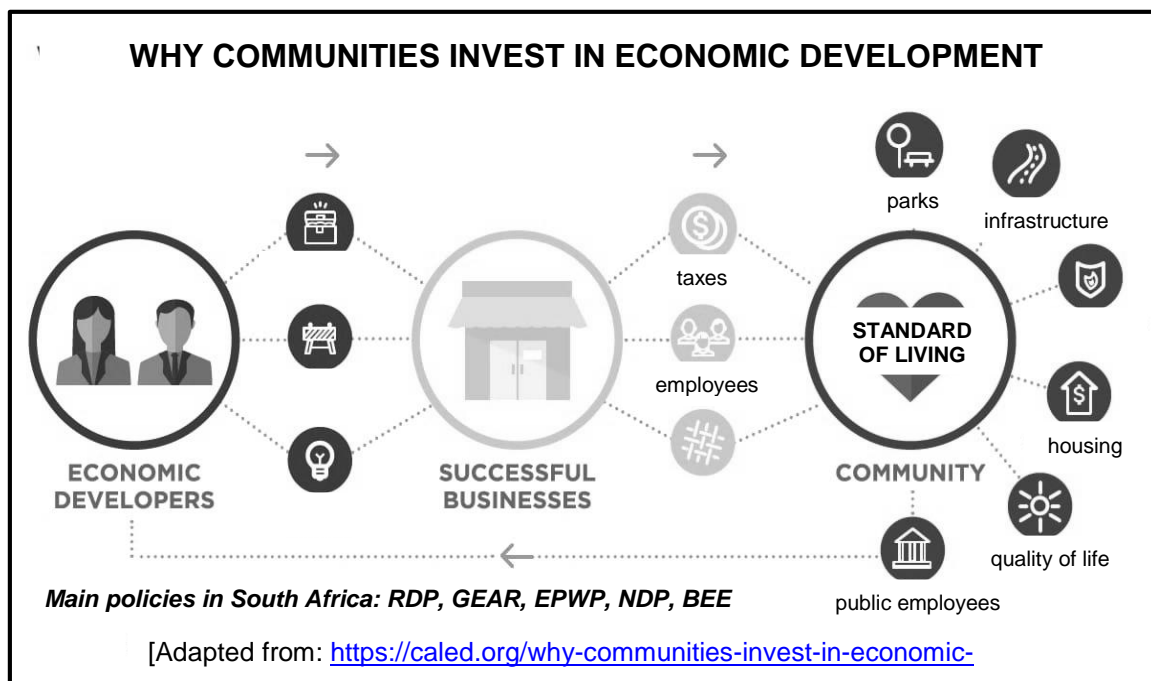 WHY COMMUNITIES INVEST IN ECONOMIC DEVELOPMENT
parks
infrastructure
taxes
STANDARD
OF LIVING
employees
housing
ECONOMIC
DEVELOPERS
SUCCESSFUL
BUSINESSES
COMMUNITY
quality of life
public employees
Main policies in South Africa: RDP, GEAR, EPWP, NDP, BEE
[Adapted from: https://caled.org/why-communities-invest-in-economic-